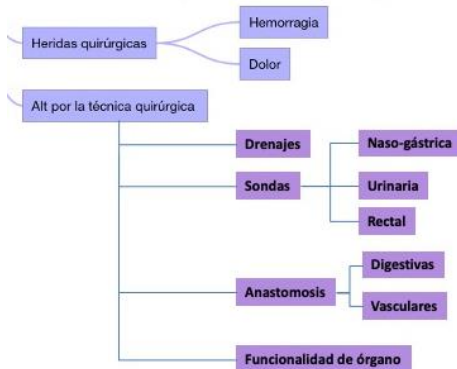 Hemorragia
Heridas quirúrgicas
Dolor
Alt por la técnica quirúrgica
Drenajes
Naso-gástrica
Sondas
Urinaria
Rectal
Digestivas
Anastomosis
Vasculares
Funcionalidad de órgano